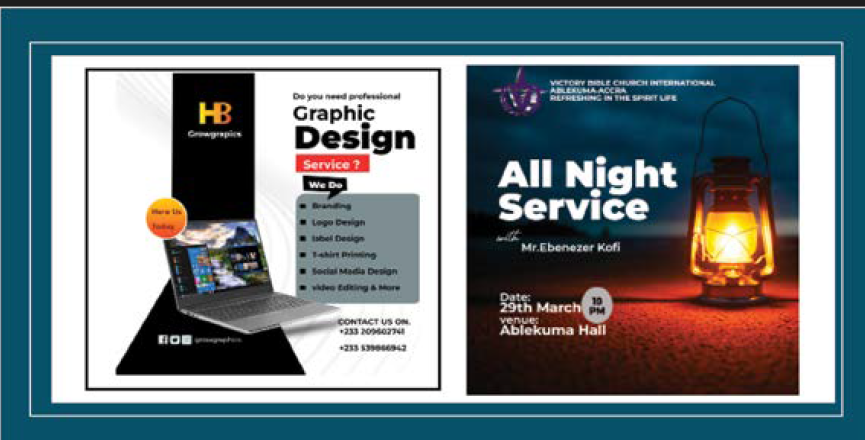 HB
Growgrapics
Do you need professional
Graphic
Design
Service ?
We Do
Branding
Logo Design
label Design
T-shirt Printing
Social Madia Design
video Editing & More
Here Us
Today
CONTACT US ON.
+233 209602741
+233 539866942
growgraphics
VICTORY BIBLE CHURCH INTERNATIONAL
ABLEKUMA-ACCRA
REFRESHING IN THE SPIRIT LIFE
All Night
Service
with
Mr.Ebenezer Kofi
Date:
29th March
10
PM
venue:
Ablekuma Hall